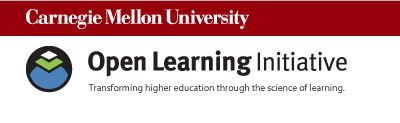 Carnegie Mellon University
Open Learning Initiative
Transforming higher education through the science of learning.